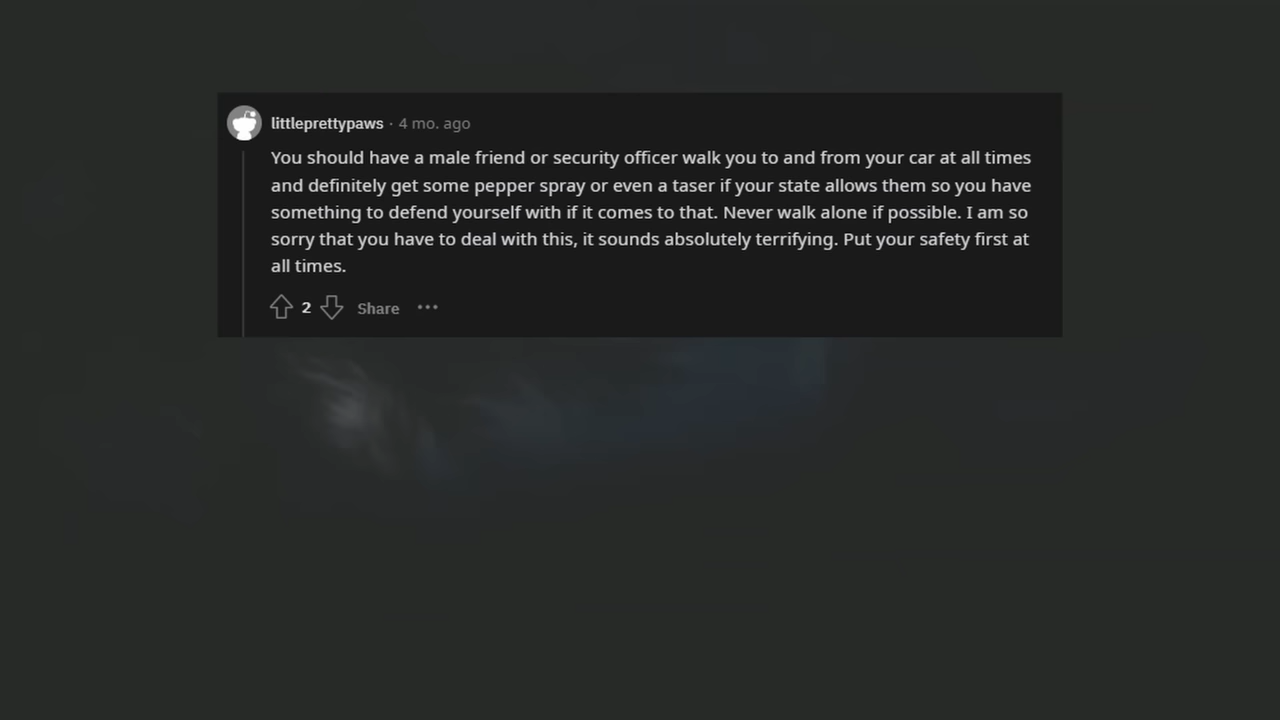 littleprettypaws · 4 mo. ago
You should have a male friend or security officer walk you to and from your car at all times
and definitely get some pepper spray or even a taser if your state allows them so you have
something to defend yourself with if it comes to that. Never walk alone if possible. I am so
sorry that you have to deal with this, it sounds absolutely terrifying. Put your safety first at
all times.
2 Share ···